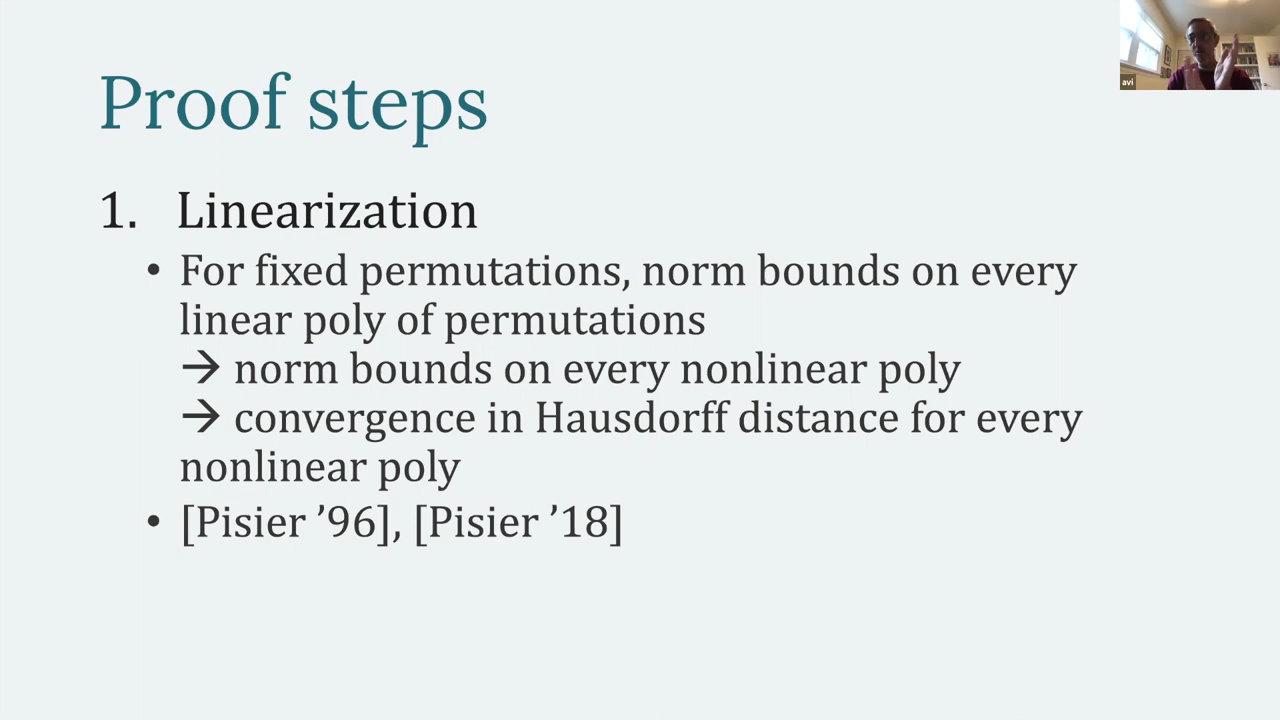 avi
Proof steps
1. Linearization
• For fixed permutations, norm bounds on every
linear poly of permutations
→ norm bounds on every nonlinear poly
→ convergence in Hausdorff distance for every
nonlinear poly
• [Pisier ’96], [Pisier ’18]